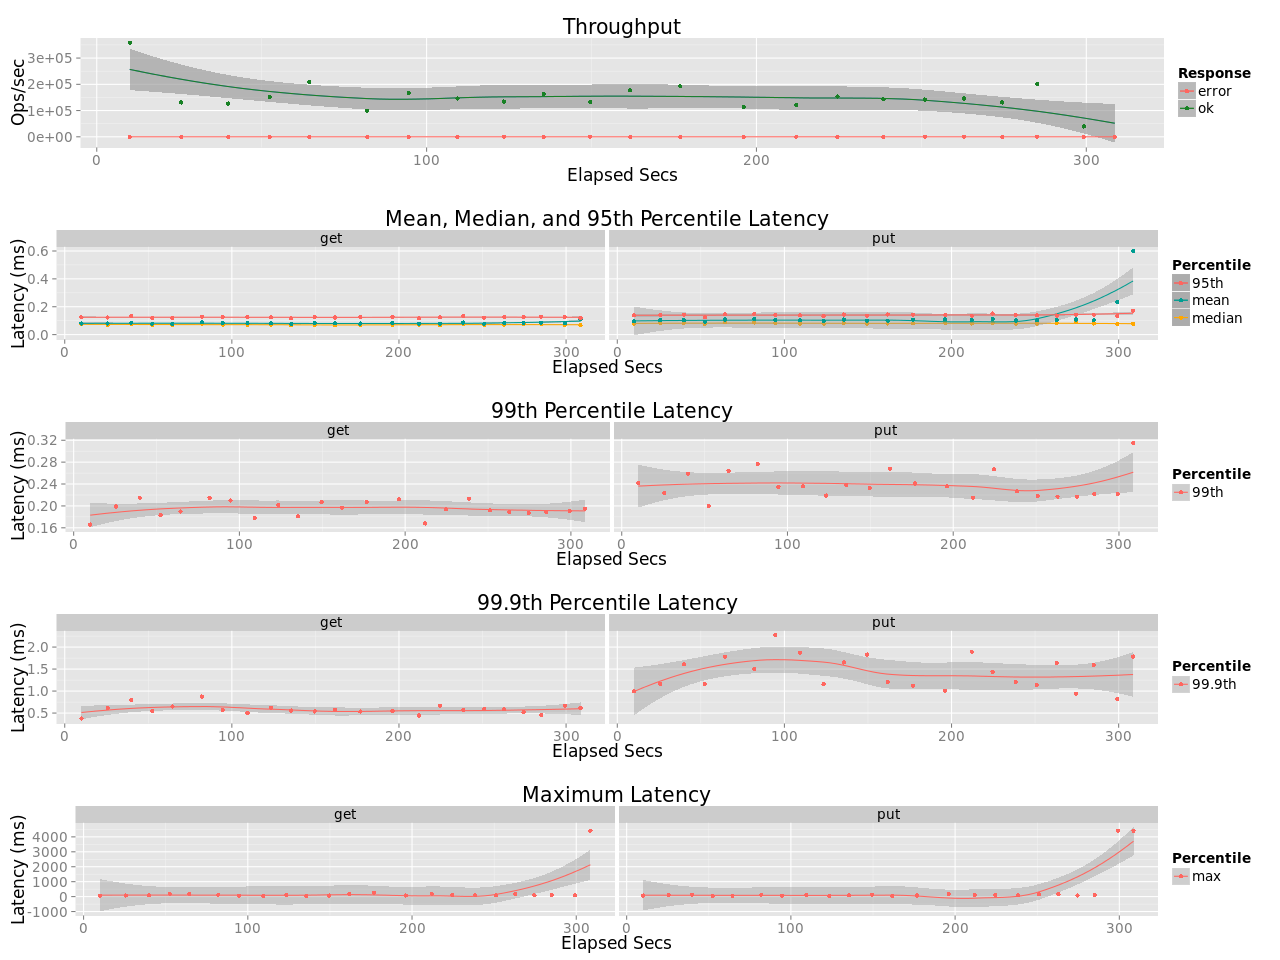 Throughput
Ops/sec
3e+05
2e+05
1e+05
0e+00
0 100 200 300
Elapsed Secs
Response
error
ok
Mean, Median, and 95th Percentile Latency
get put
Latency (ms)
0.6
0.4
0.2
0.0
0 100 200 300 0 100 200 300
Elapsed Secs
Percentile
95th
mean
median
99th Percentile Latency
get put
Latency (ms)
0.32
0.28
0.24
0.20
0.16
0 100 200 300 0 100 200 300
Elapsed Secs
Percentile
99th
99.9th Percentile Latency
get put
Latency (ms)
2.0
1.5
1.0
0.5
0 100 200 300 0 100 200 300
Elapsed Secs
Percentile
99.9th
Maximum Latency
get put
Latency (ms)
4000
3000
2000
1000
0
-1000
0 100 200 300 0 100 200 300
Elapsed Secs
Percentile
max